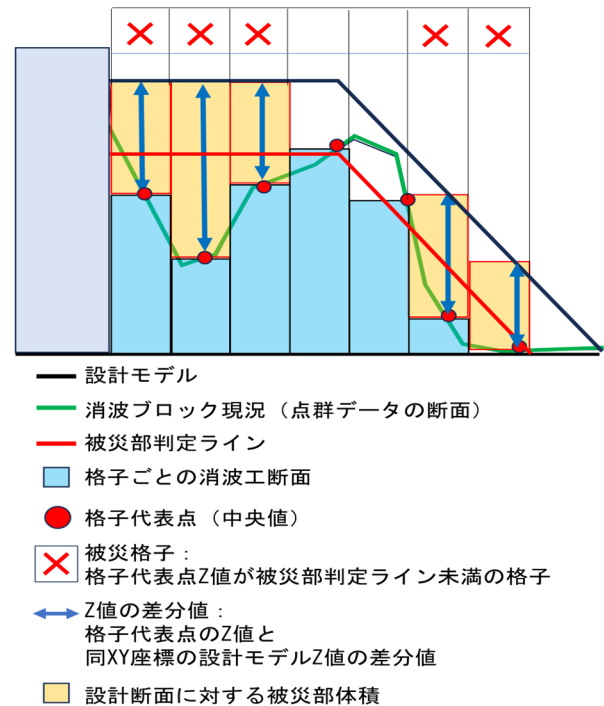 設計モデル
消波ブロック現況（点群データの断面）
被災部判定ライン
格子ごとの消波工断面
格子代表点（中央値）
被災格子：
格子代表点Z値が被災部判定ライン未満の格子
Z値の差分値：
格子代表点のZ値と
同XY座標の設計モデルZ値の差分値
設計断面に対する被災部体積